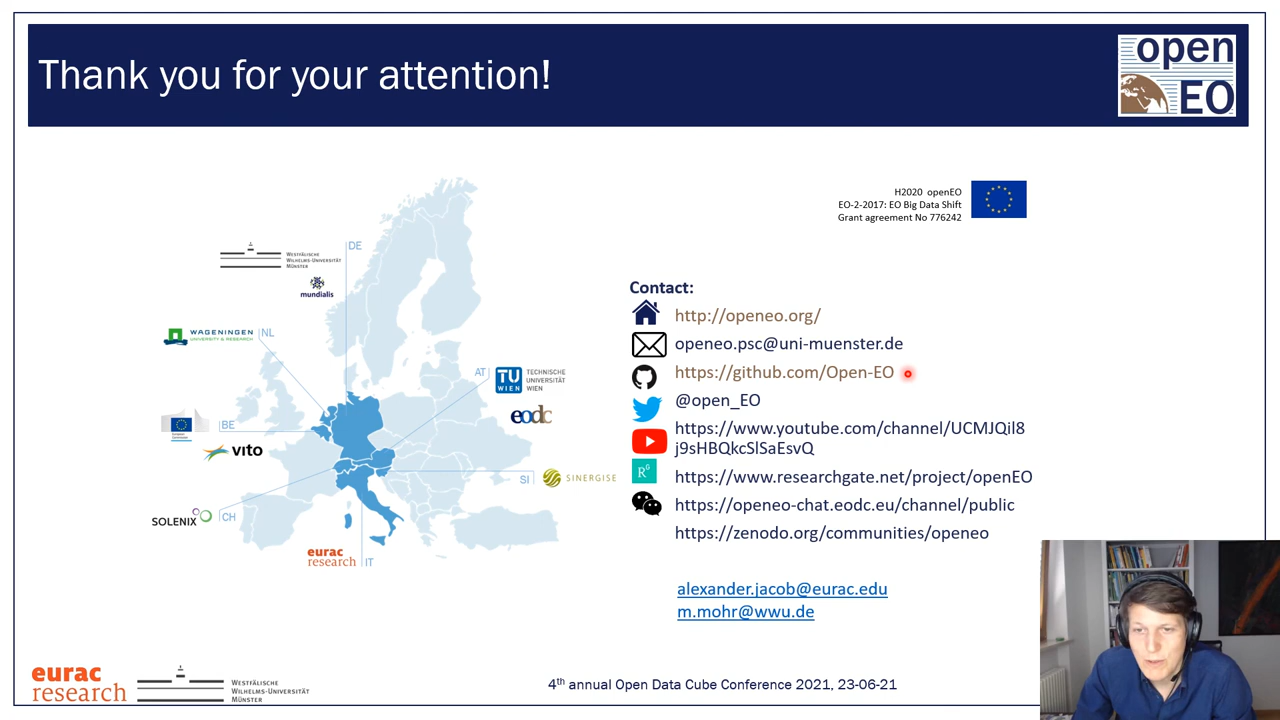 Thank you for your attention!
open
EO
H2020 openEO
EO-2-2017: EO Big Data Shift
Grant agreement No 776242
DE
WESTFÄLISCHE
WILHELMS-UNIVERSITÄT
MÜNSTER
mundialis
WAGENINGEN
UNIVERSITY & RESEARCH
NL
AT
TU
WIEN
TECHNISCHE
UNIVERSITÄT
WIEN
eodc
BE
vito
SI
SINERGISE
SOLENIX
CH
eurac
research
IT
Contact:
http://openeo.org/
openeo.psc@uni-muenster.de
https://github.com/Open-EO
@open_EO
https://www.youtube.com/channel/UCMJQil8
j9sHBQkcSlSaEsvQ
R G
https://www.researchgate.net/project/openEO
https://openeo-chat.eodc.eu/channel/public
https://zenodo.org/communities/openeo
alexander.jacob@eurac.edu
m.mohr@wwu.de
eurac
research
WESTFÄLISCHE
WILHELMS-UNIVERSITÄT
MÜNSTER
4th annual Open Data Cube Conference 2021, 23-06-21